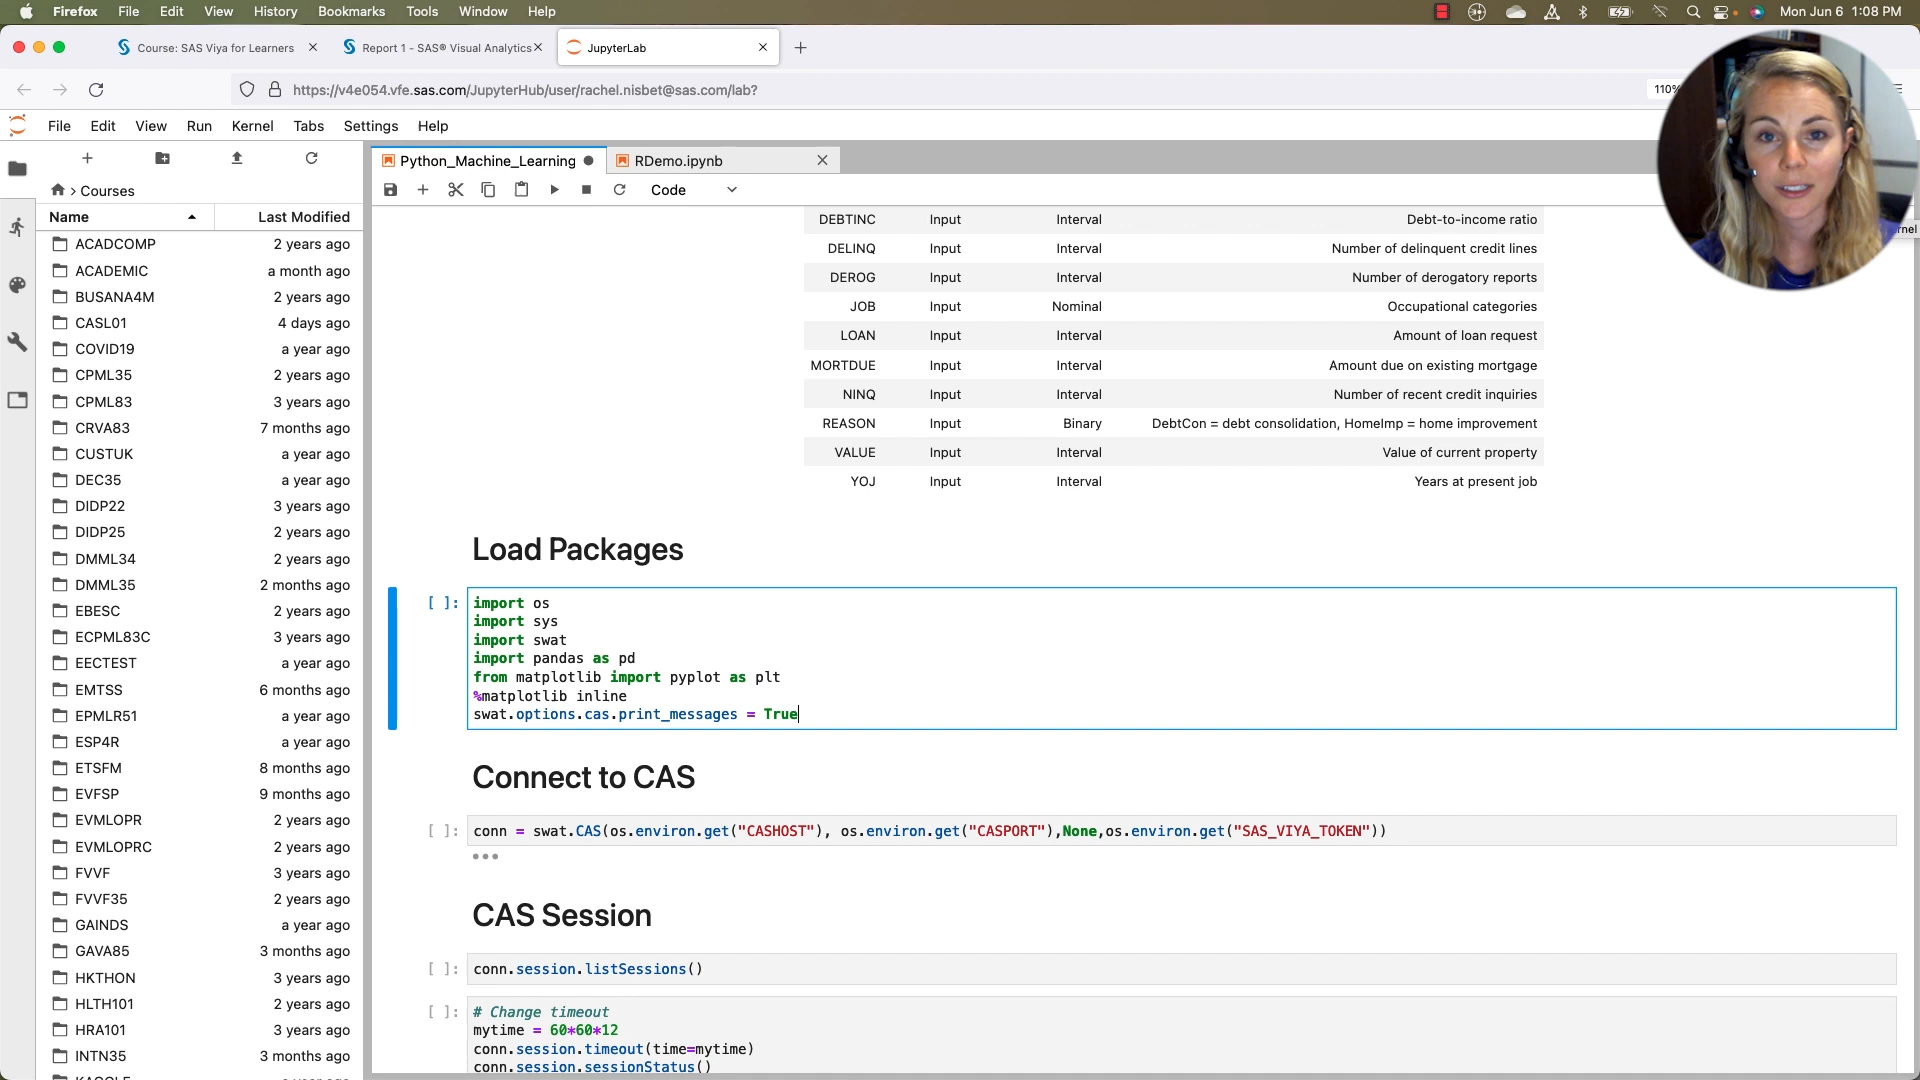 Firefox File Edit View History Bookmarks Tools Window Help
Mon Jun 6 1:08 PM
Course: SAS Viya for Learners
Report 1 - SAS® Visual Analytics
JupyterLab
https://v4e054.vfe.sas.com/JupyterHub/user/rachel.nisbet@sas.com/lab?
110%
File Edit View Run Kernel Tabs Settings Help
Python_Machine_Learning
RDemo.ipynb
> Courses
Code
Name Last Modified
ACADCOMP 2 years ago
ACADEMIC a month ago
BUSANA4M 2 years ago
CASL01 4 days ago
COVID19 a year ago
CPML35 2 years ago
CPML83 3 years ago
CRVA83 7 months ago
CUSTUK a year ago
DEC35 a year ago
DIDP22 3 years ago
DIDP25 2 years ago
DMML34 2 years ago
DMML35 2 months ago
EBESC 2 years ago
ECPML83C 3 years ago
EECTEST a year ago
EMTSS 6 months ago
EPMLR51 a year ago
ESP4R a year ago
ETSFM 8 months ago
EVFSP 9 months ago
EVMLOPR 2 years ago
EVMLOPRC 2 years ago
FVVF 3 years ago
FVVF35 2 years ago
GAINDS a year ago
GAVA85 3 months ago
HKTHON 3 years ago
HLTH101 2 years ago
HRA101 3 years ago
INTN35 3 months ago
DEBTINC Input Interval Debt-to-income ratio
DELINQ Input Interval Number of delinquent credit lines
DEROG Input Interval Number of derogatory reports
JOB Input Nominal Occupational categories
LOAN Input Interval Amount of loan request
MORTDUE Input Interval Amount due on existing mortgage
NINQ Input Interval Number of recent credit inquiries
REASON Input Binary DebtCon = debt consolidation, HomeImp = home improvement
VALUE Input Interval Value of current property
YOJ Input Interval Years at present job
Load Packages
[ ]: import os
import sys
import swat
import pandas as pd
from matplotlib import pyplot as plt
%matplotlib inline
swat.options.cas.print_messages = True
Connect to CAS
[ ]: conn = swat.CAS(os.environ.get("CASHOST"), os.environ.get("CASPORT"),None,os.environ.get("SAS_VIYA_TOKEN"))
CAS Session
[ ]: conn.session.listSessions()
[ ]: # Change timeout
mytime = 60*60*12
conn.session.timeout(time=mytime)
conn.session.sessionStatus()